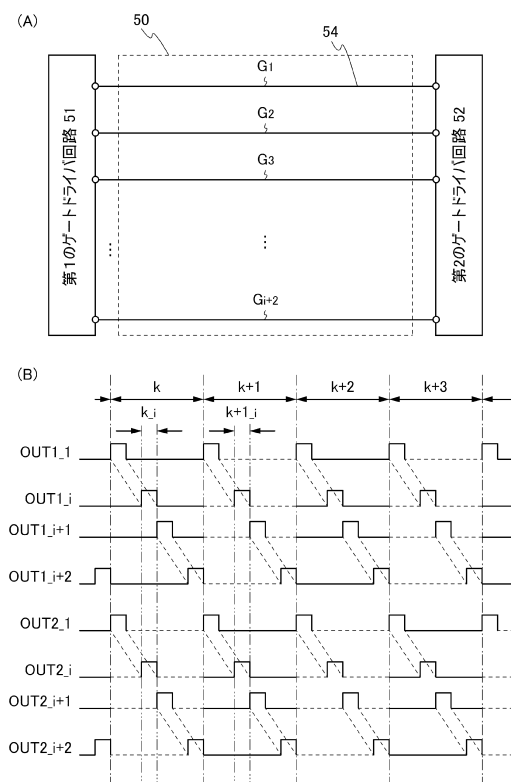 (A)
50
54
G1
G2
G3
Gi+2
第1のゲートドライバ回路 51
第2のゲートドライバ回路 52
…
…
(B)
k
k+1
k+2
k+3
k_i
k+1_i
OUT1_1
OUT1_i
OUT1_i+1
OUT1_i+2
OUT2_1
OUT2_i
OUT2_i+1
OUT2_i+2